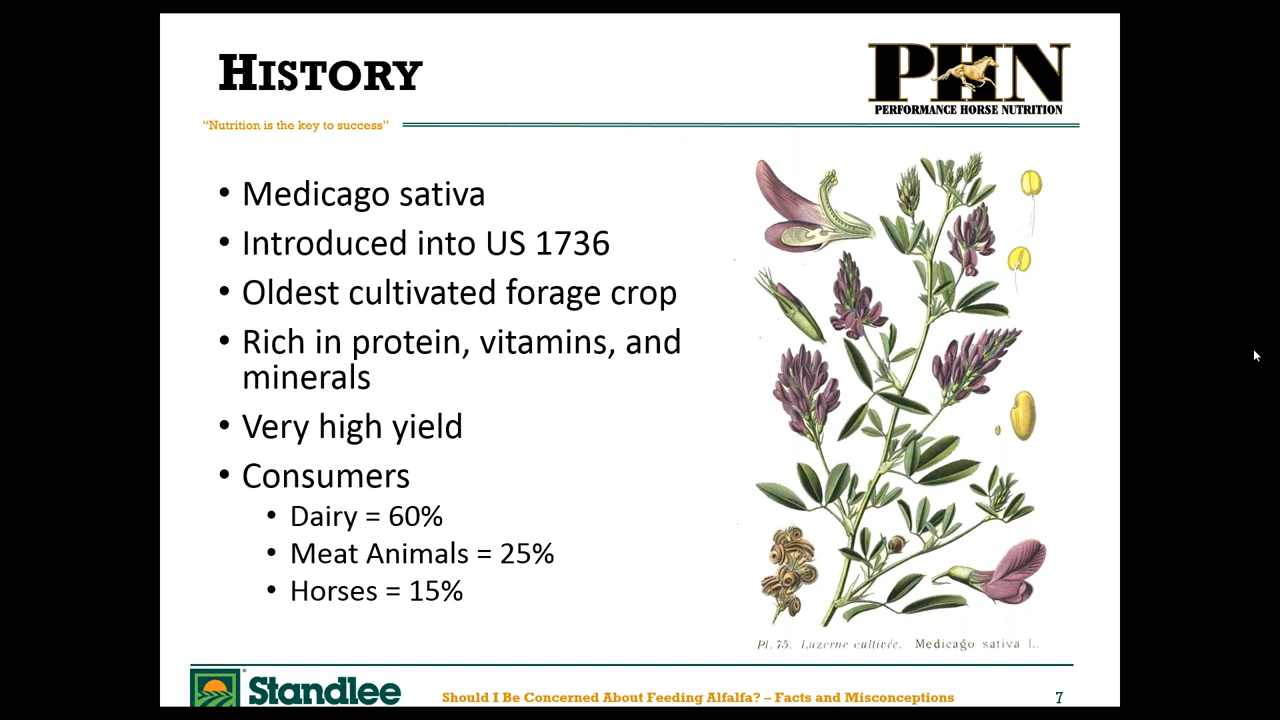 HISTORY
PHN
PERFORMANCE HORSE NUTRITION
"Nutrition is the key to success"
• Medicago sativa
• Introduced into US 1736
• Oldest cultivated forage crop
• Rich in protein, vitamins, and
minerals
• Very high yield
• Consumers
• Dairy = 60%
• Meat Animals = 25%
• Horses = 15%
Pl. 75. Luzerne cultivée. Medicago sativa L.
Standlee®
Should I Be Concerned About Feeding Alfalfa? – Facts and Misconceptions
7